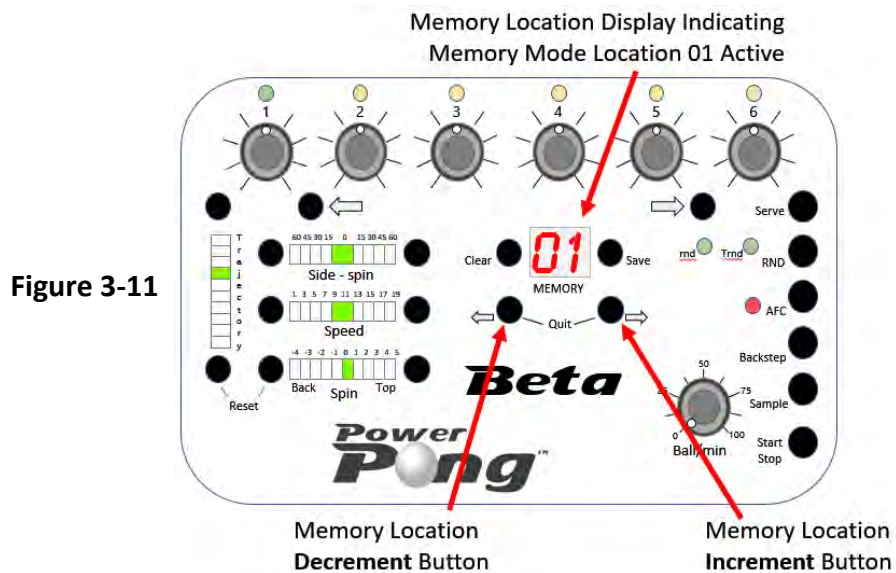 Memory Location Display Indicating
Memory Mode Location 01 Active
1 2 3 4 5 6
Serve
Trajectory
60 45 30 15 0 15 30 45 60
Side - spin
Clear
01
Save
MEMORY
rnd Trnd
RND
Figure 3-11
1 3 5 7 9 11 13 15 17 19
Speed
Quit
AFC
-4 -3 -2 -1 0 1 2 3 4 5
Back Spin Top
Reset
Beta
Backstep
50
75
Sample
0 100
Ball/min
Start
Stop
Power
Pong™
Memory Location
Decrement Button
Memory Location
Increment Button